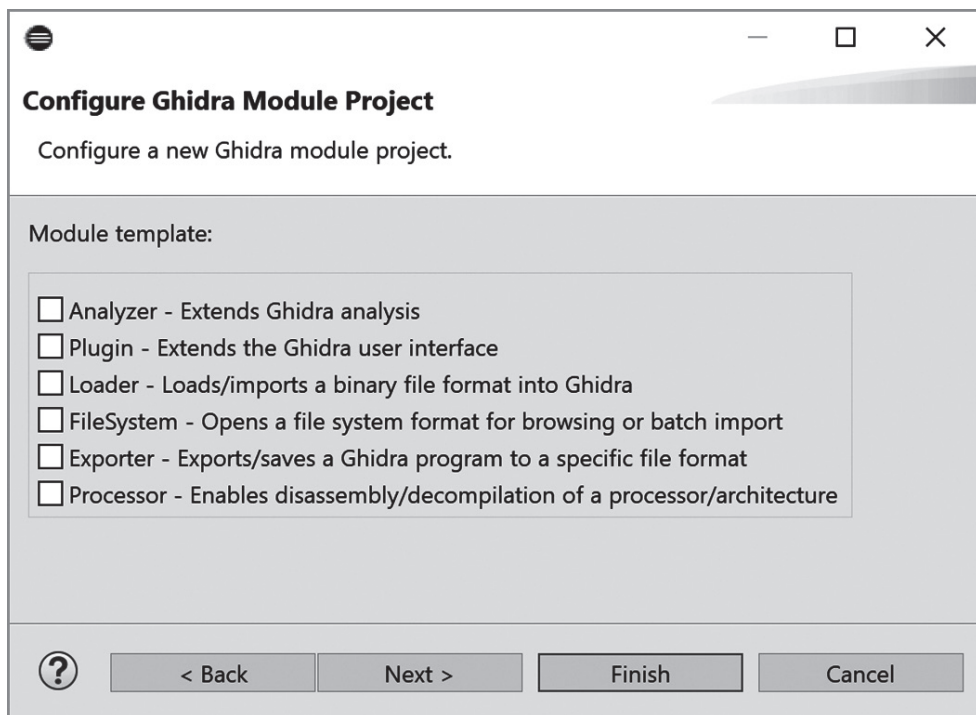 Configure Ghidra Module Project
Configure a new Ghidra module project.
Module template:
Analyzer - Extends Ghidra analysis
Plugin - Extends the Ghidra user interface
Loader - Loads/imports a binary file format into Ghidra
FileSystem - Opens a file system format for browsing or batch import
Exporter - Exports/saves a Ghidra program to a specific file format
Processor - Enables disassembly/decompilation of a processor/architecture
? < Back Next > Finish Cancel